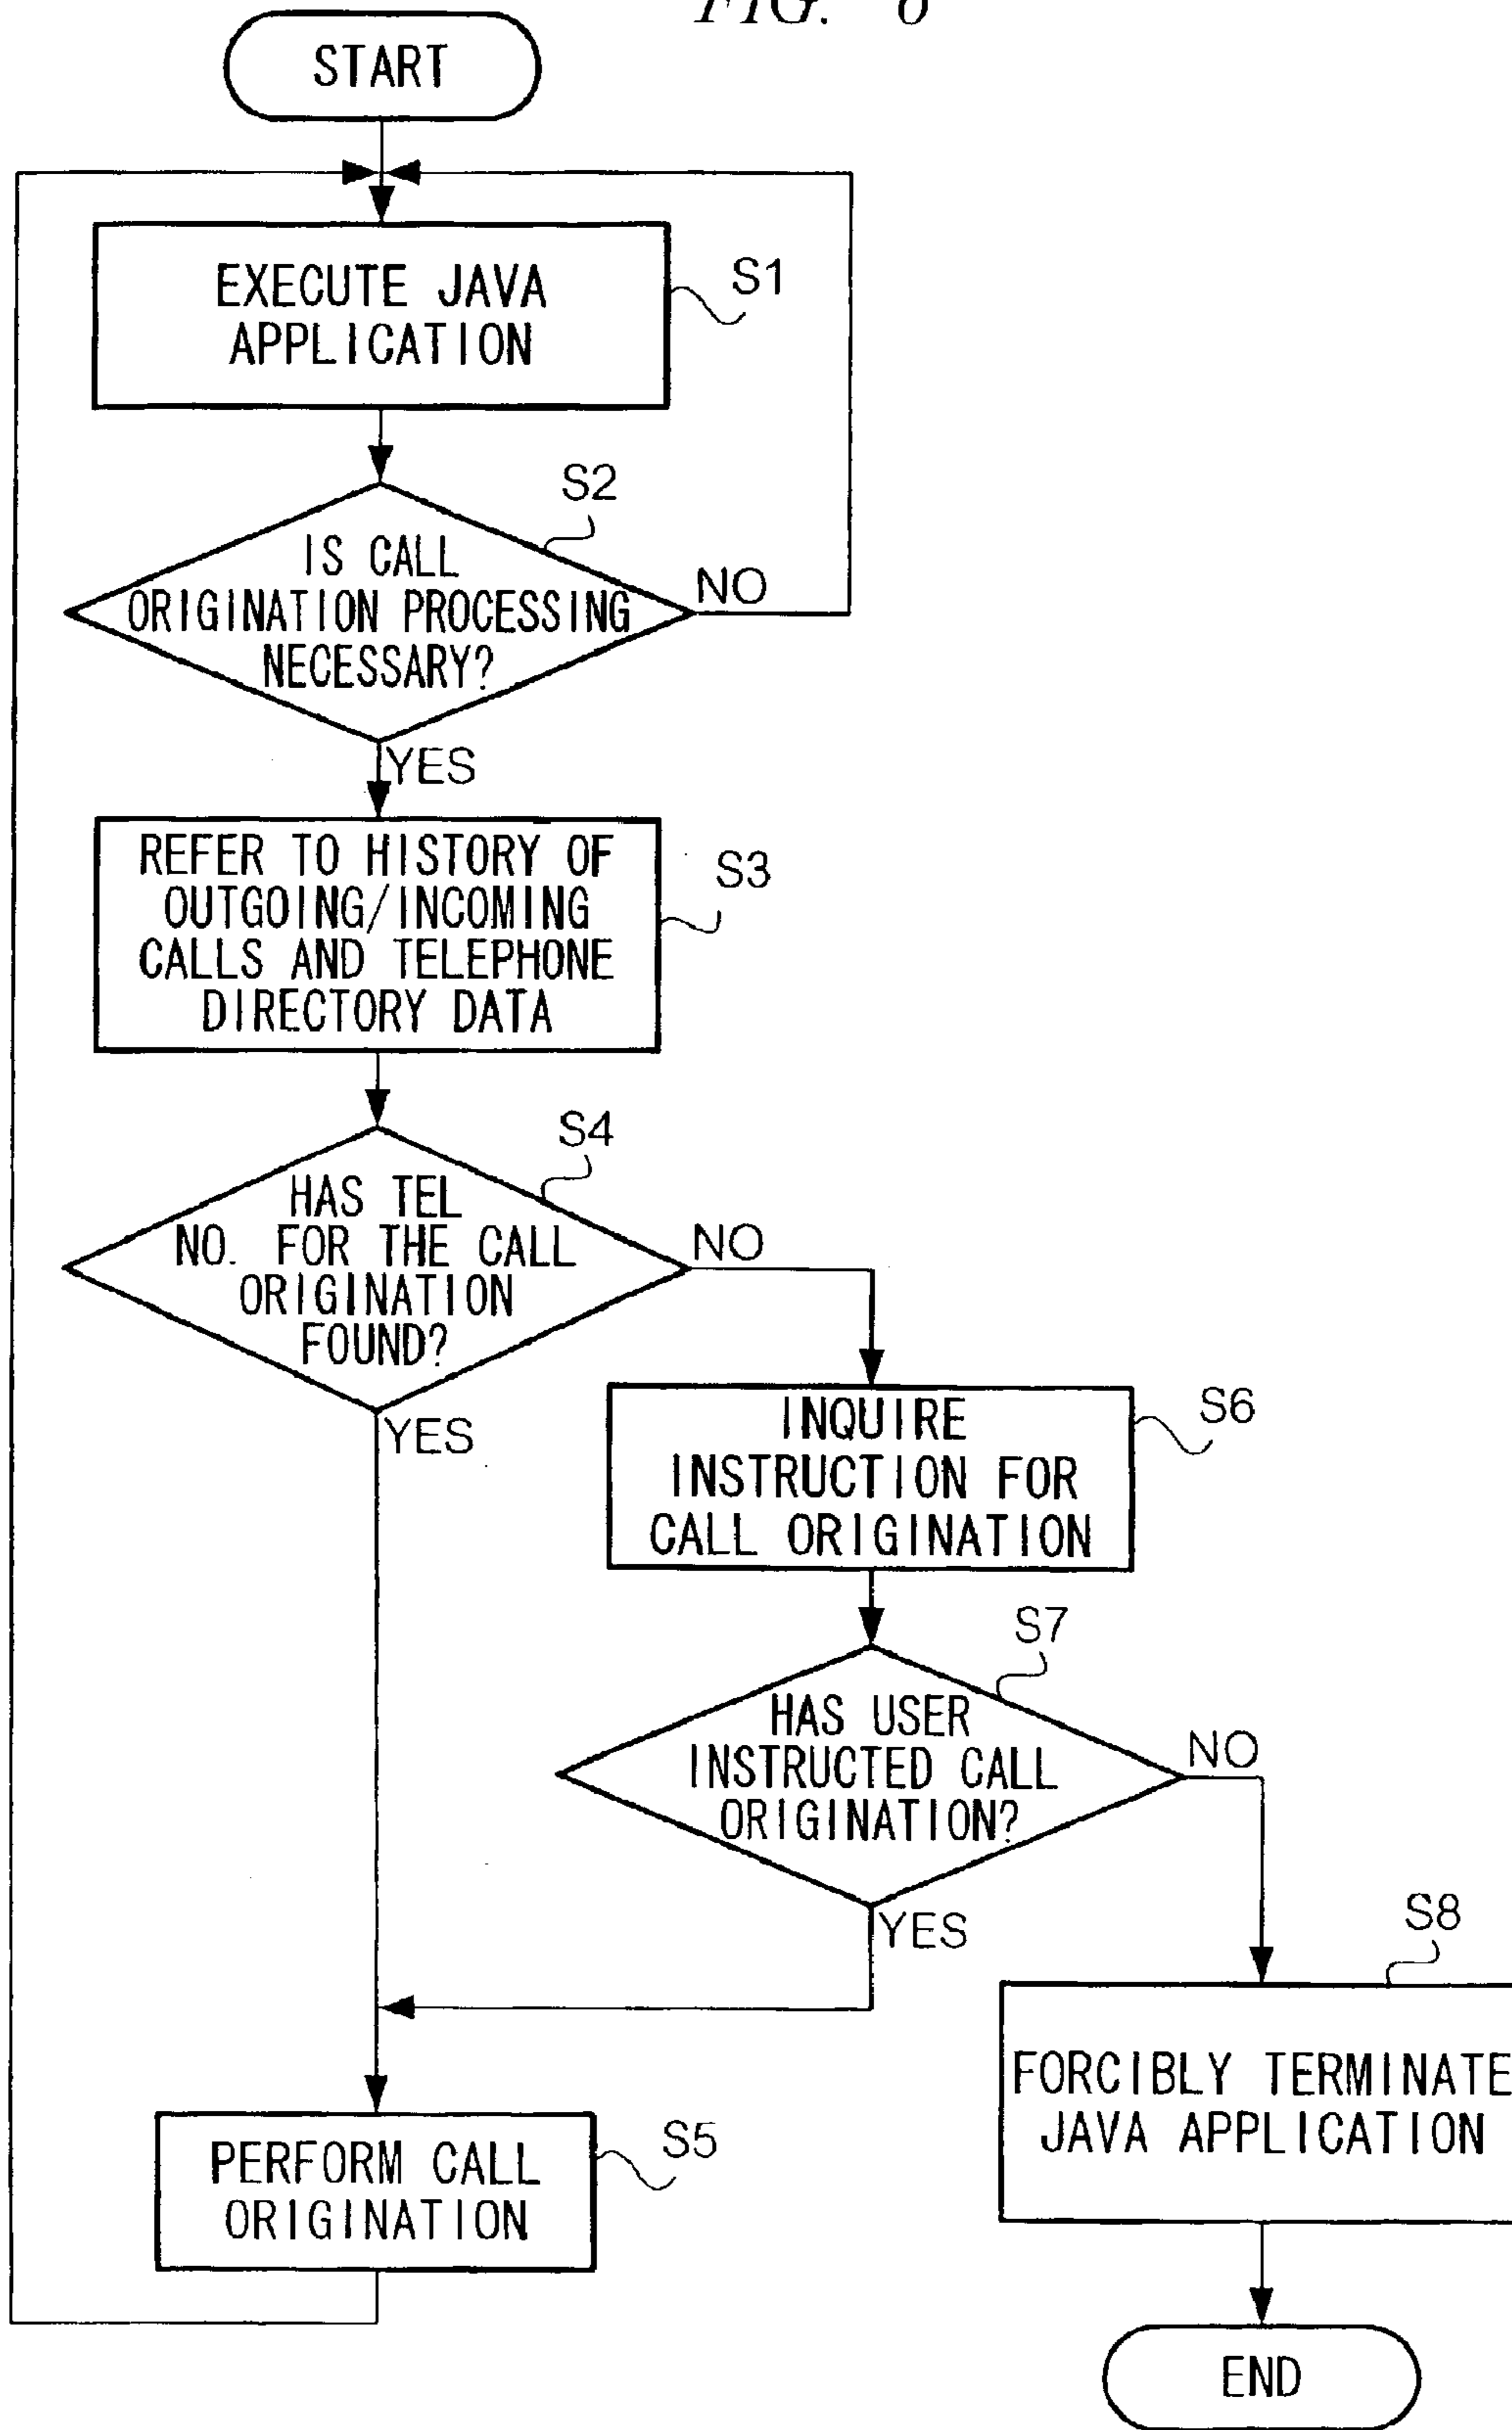 FIG.
START
EXECUTE JAVA
APPLICATION
S1
S2
IS CALL
ORIGINATION PROCESSING
NECESSARY?
NO
YES
REFER TO HISTORY OF
OUTGOING/INCOMING
CALLS AND TELEPHONE
DIRECTORY DATA
S3
S4
HAS TEL
NO. FOR THE CALL
ORIGINATION
FOUND?
NO
YES
INQUIRE
INSTRUCTION FOR
CALL ORIGINATION
S6
S7
HAS USER
INSTRUCTED CALL
ORIGINATION?
NO
YES
S8
FORCIBLY TERMINATE
JAVA APPLICATION
PERFORM CALL
ORIGINATION
S5
END